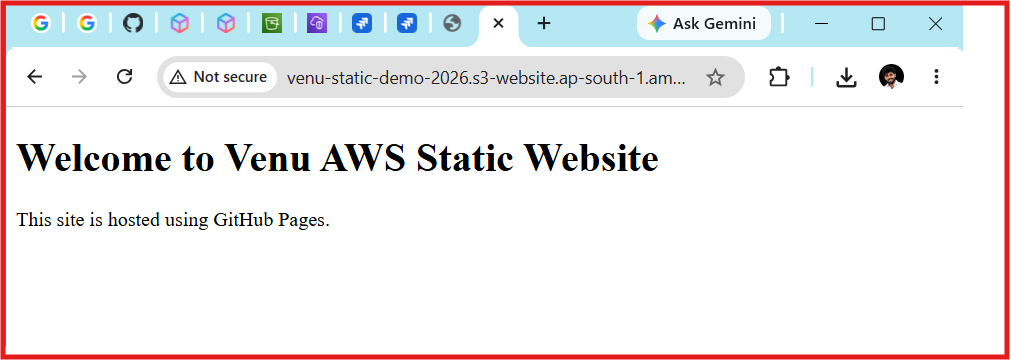 Ask Gemini
Not secure
venu-static-demo-2026.s3-website.ap-south-1.am...
Welcome to Venu AWS Static Website
This site is hosted using GitHub Pages.